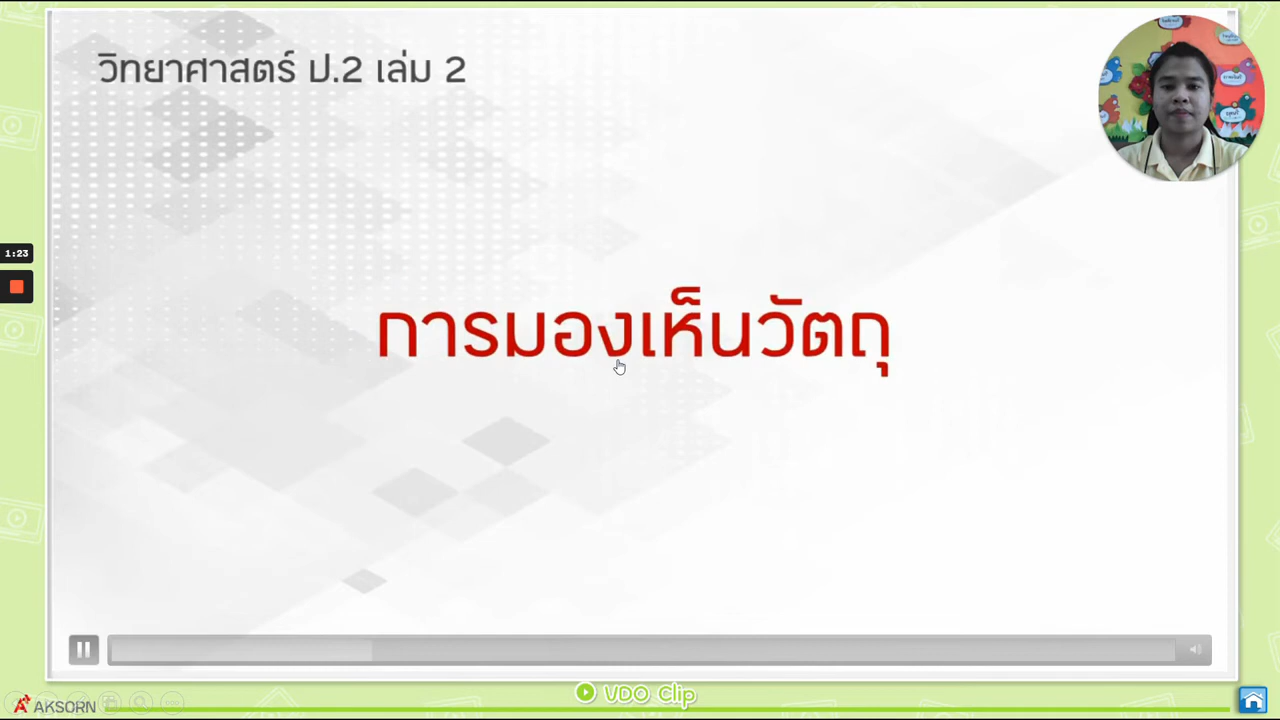 วิทยาศาสตร์ ป.2 เล่ม 2
1:23
การมองเห็นวัตถุ
VDO Clip
AKSORN